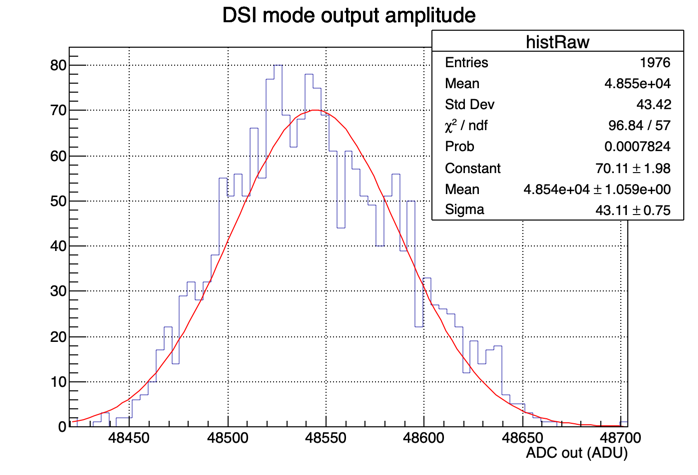 DSI mode output amplitude
histRaw
Entries 1976
Mean 4.855e+04
Std Dev 43.42
χ² / ndf 96.84 / 57
Prob 0.0007824
Constant 70.11 ± 1.98
Mean 4.854e+04 ± 1.059e+00
Sigma 43.11 ± 0.75
80
70
60
50
40
30
20
10
0
48450 48500 48550 48600 48650 48700
ADC out (ADU)